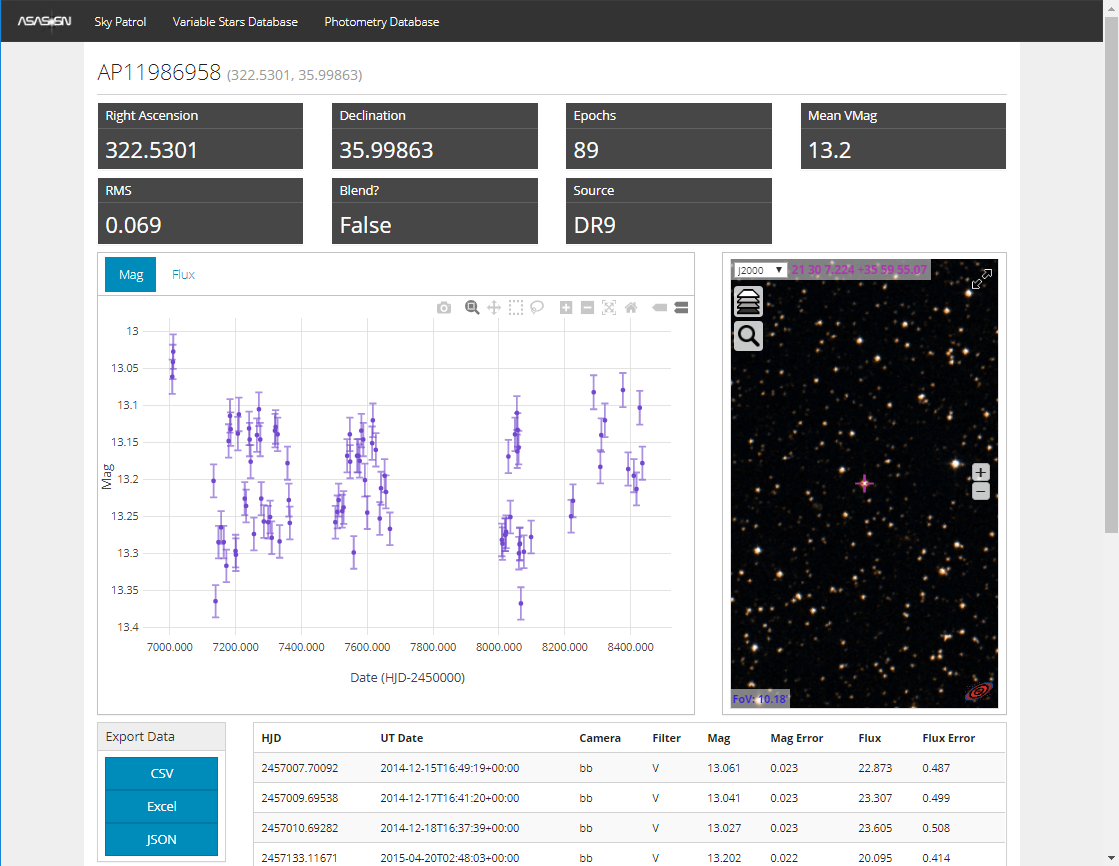 ASAS-SN Sky Patrol Variable Stars Database Photometry Database
AP11986958 (322.5301, 35.99863)
Right Ascension Declination Epochs Mean VMag
322.5301 35.99863 89 13.2
RMS Blend? Source
0.069 False DR9
Mag Flux
J2000 21 30 7.224 +35 59 55.07
13
13.05
13.1
13.15
13.2
13.25
13.3
13.35
13.4
Mag
7000.000 7200.000 7400.000 7600.000 7800.000 8000.000 8200.000 8400.000
Date (HJD-2450000)
FoV: 10.18'
Export Data
CSV
Excel
JSON
HJD UT Date Camera Filter Mag Mag Error Flux Flux Error
2457007.70092 2014-12-15T16:49:19+00:00 bb V 13.061 0.023 22.873 0.487
2457009.69538 2014-12-17T16:41:20+00:00 bb V 13.041 0.023 23.307 0.499
2457010.69282 2014-12-18T16:37:39+00:00 bb V 13.027 0.023 23.605 0.508
2457133.11671 2015-04-20T02:48:03+00:00 bb V 13.202 0.022 20.095 0.414